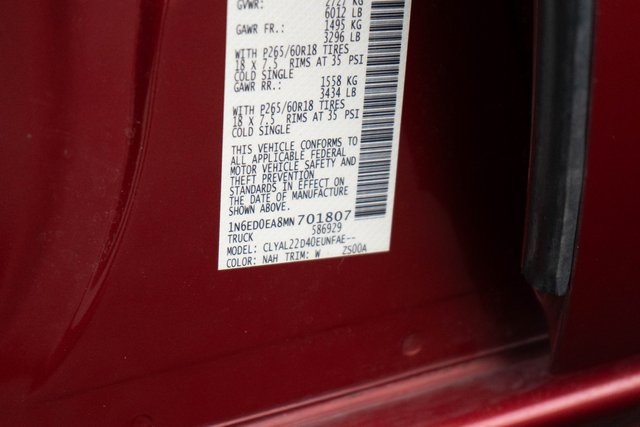 GVWR: 2727 KG
6012 LB
GAWR FR.: 1495 KG
3296 LB
WITH P265/60R18 TIRES
18 X 7.5 RIMS AT 35 PSI
COLD SINGLE
GAWR RR.: 1558 KG
3434 LB
WITH P265/60R18 TIRES
18 X 7.5 RIMS AT 35 PSI
COLD SINGLE
THIS VEHICLE CONFORMS TO
ALL APPLICABLE FEDERAL
MOTOR VEHICLE SAFETY AND
THEFT PREVENTION
STANDARDS IN EFFECT ON
THE DATE OF MANUFACTURE
SHOWN ABOVE.
1N6ED0EA8MN701807
TRUCK 586929
MODEL: CLYAL22D40EUNFAE--
COLOR: NAH TRIM: W 2500A